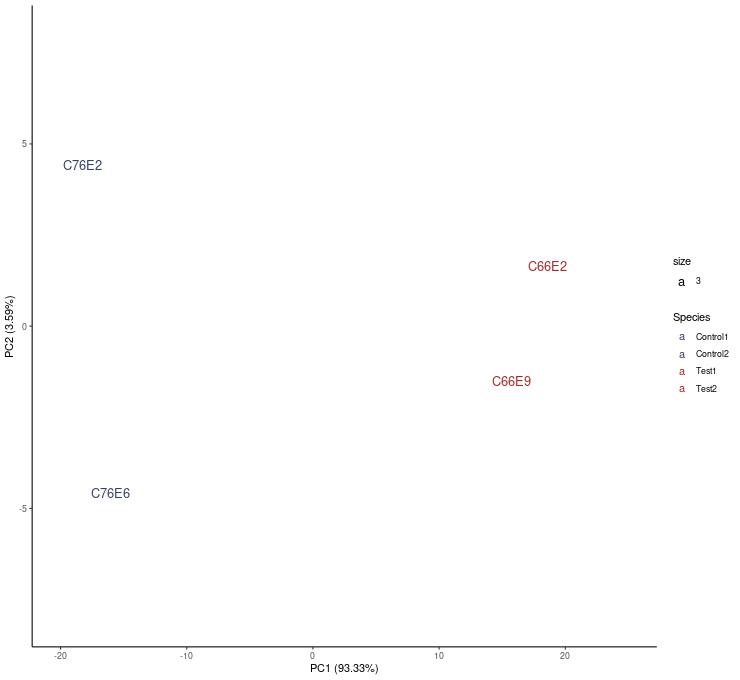 5
C76E2
C66E2
size
a 3
Species
PC2 (3.59%)
0
a Control1
a Control2
a Test1
a Test2
C66E9
C76E6
-5
-20 -10 0 10 20
PC1 (93.33%)